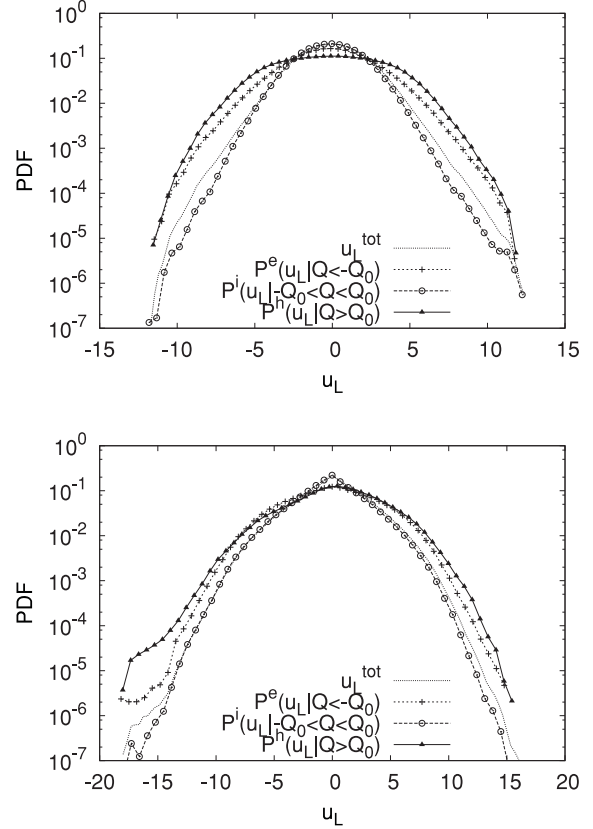 10^0
10^-1
10^-2
10^-3
10^-4
10^-5
10^-6
10^-7
PDF
u_L^tot
P^e(u_L|Q<-Q_0)
P^i(u_L|-Q_0<Q<Q_0)
P^h(u_L|Q>Q_0)
-15 -10 -5 0 5 10 15
u_L
10^0
10^-1
10^-2
10^-3
10^-4
10^-5
10^-6
10^-7
PDF
u_L^tot
P^e(u_L|Q<-Q_0)
P^i(u_L|-Q_0<Q<Q_0)
P^h(u_L|Q>Q_0)
-20 -15 -10 -5 0 5 10 15 20
u_L